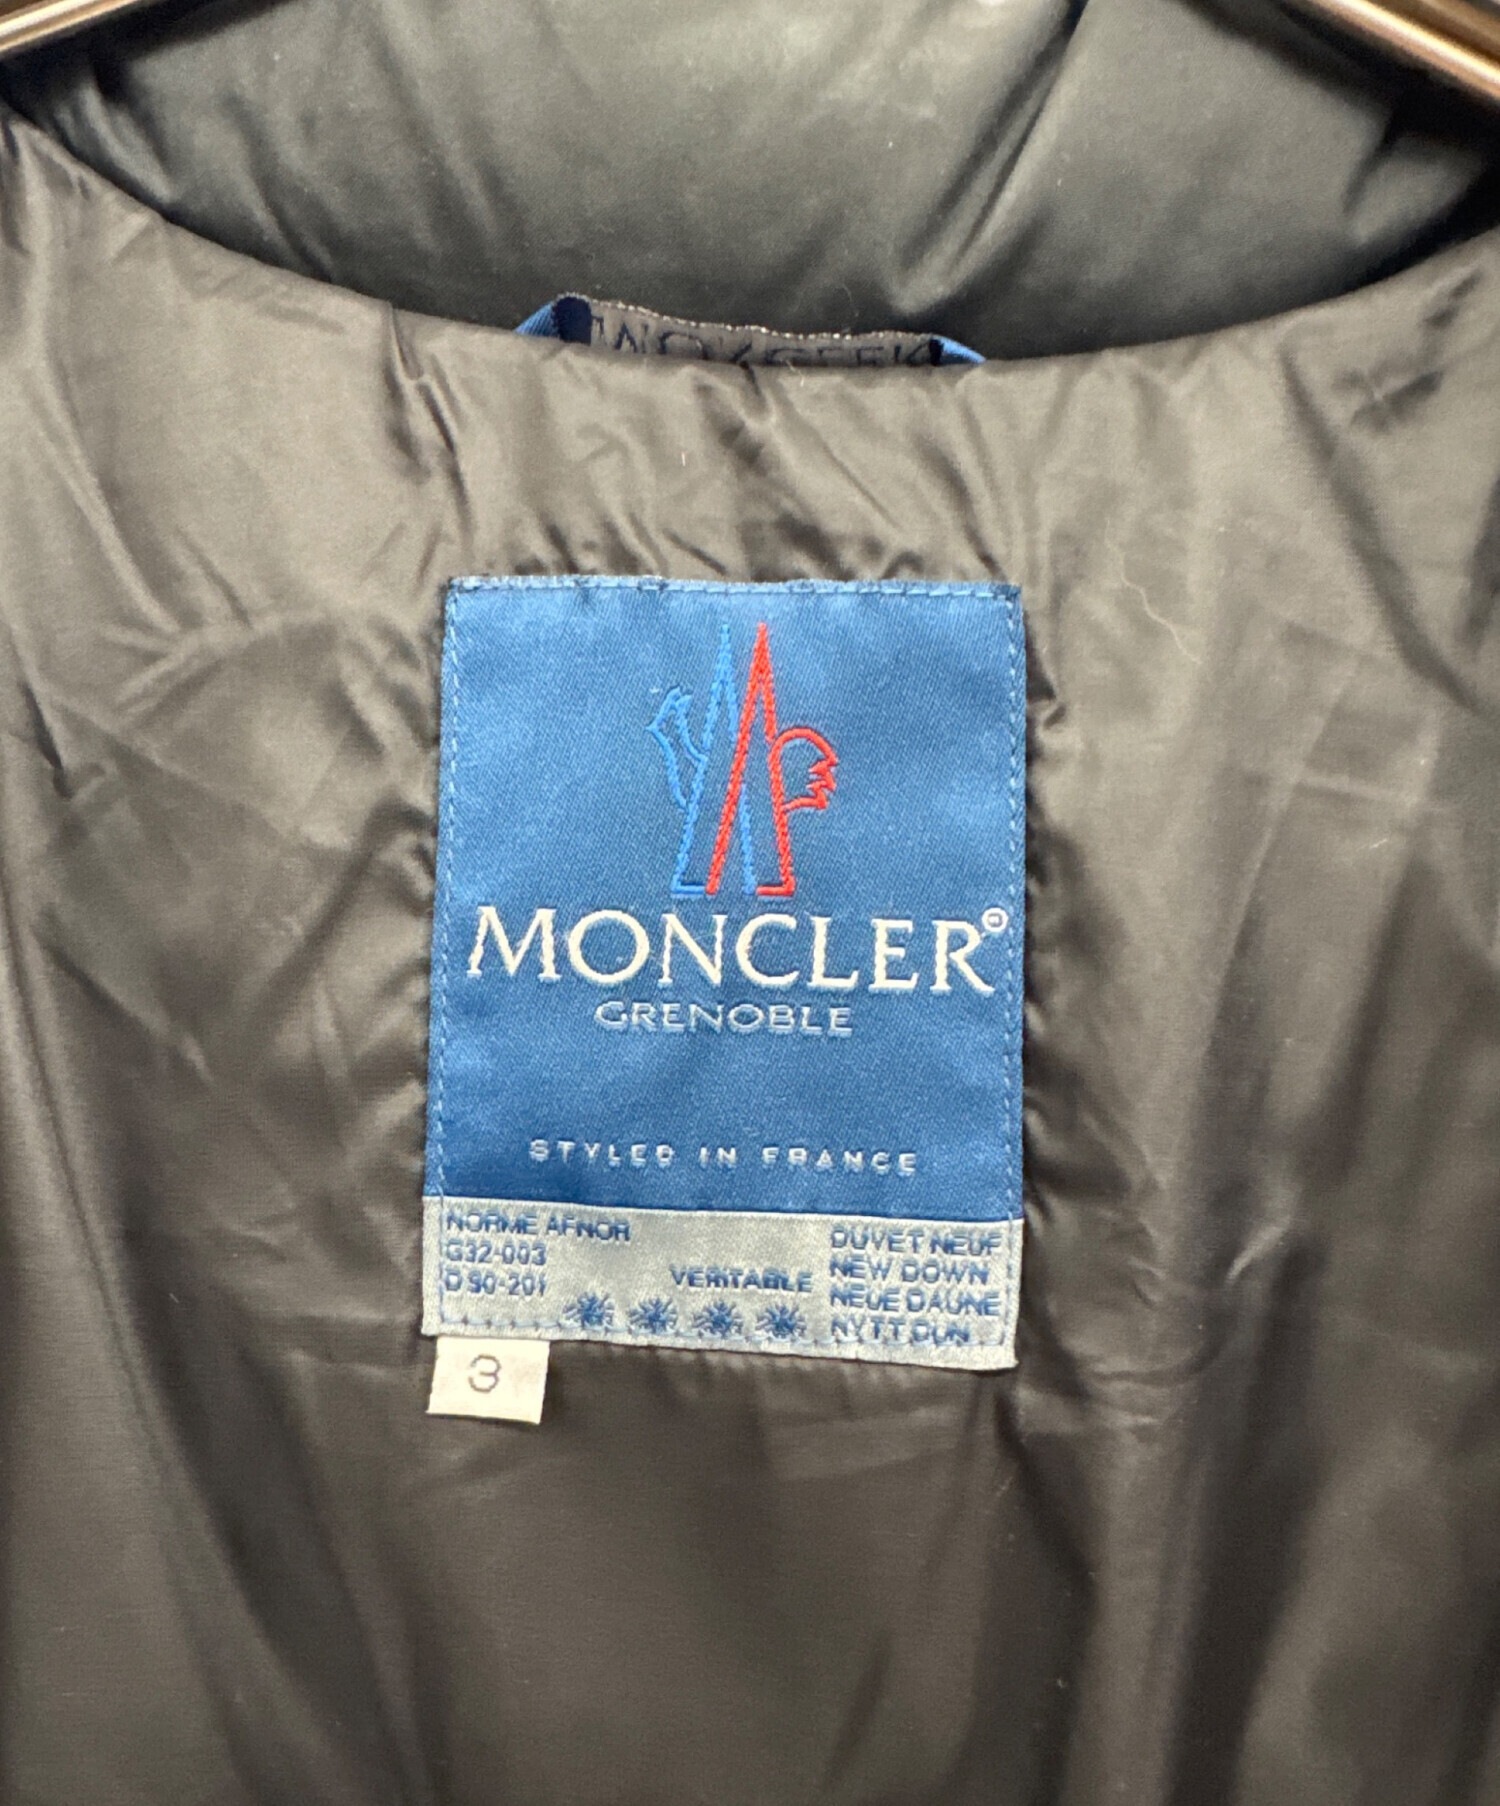 MONCLER®
GRENOBLE
STYLED IN FRANCE
NORME AFNOR
G32-003
D 90-201
VERITABLE
DUVET NEUF
NEW DOWN
NEUE DAUNE
NYTT DUN
3